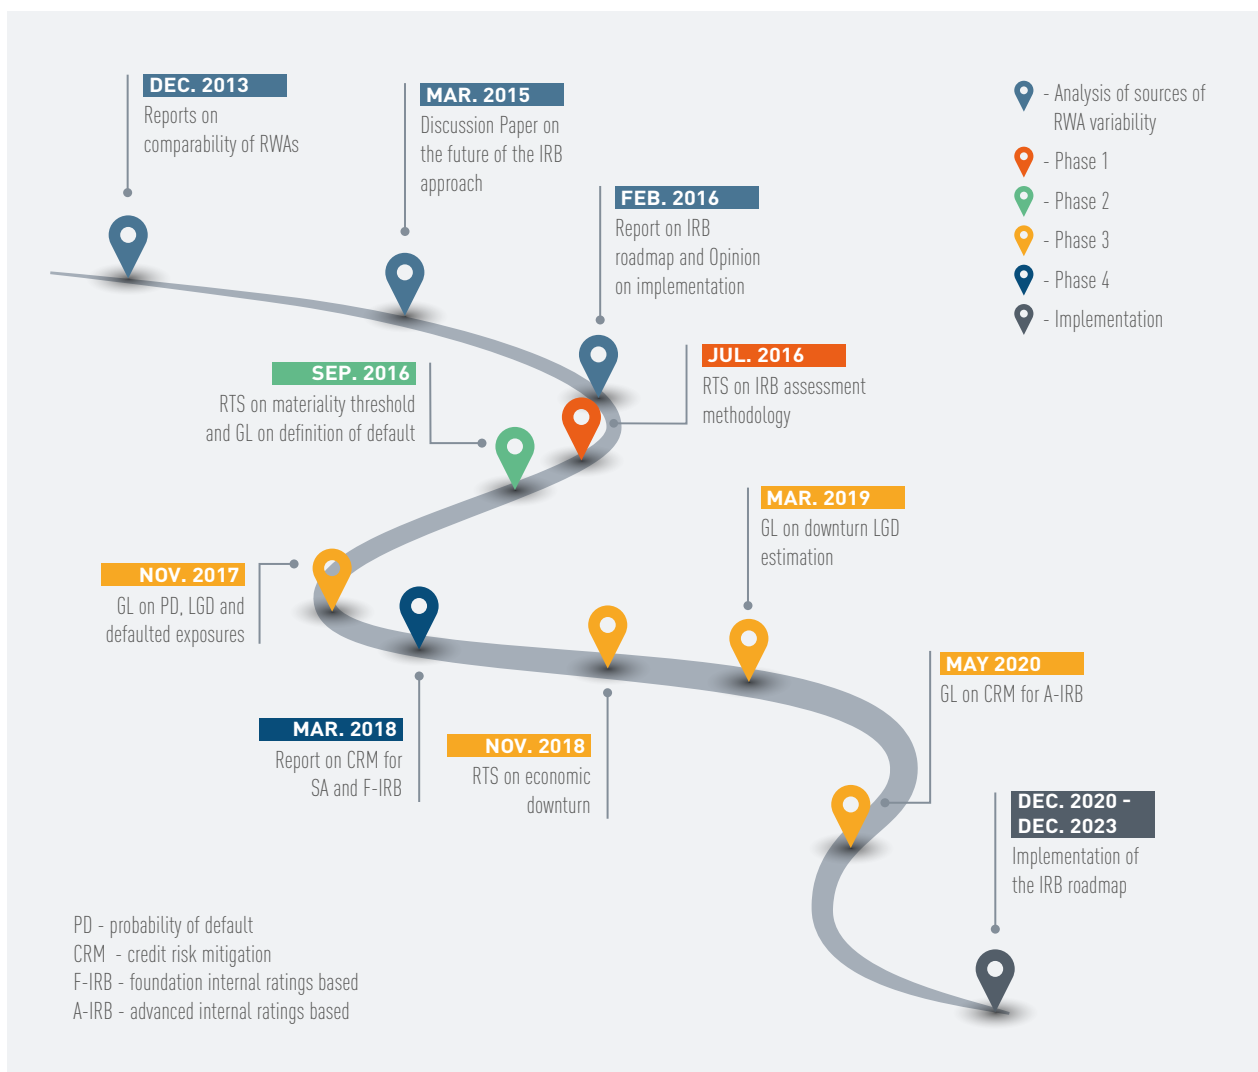 DEC. 2013
Reports on
comparability of RWAs
MAR. 2015
Discussion Paper on
the future of the IRB
approach
FEB. 2016
Report on IRB
roadmap and Opinion
on implementation
- Analysis of sources of
RWA variability
- Phase 1
- Phase 2
- Phase 3
- Phase 4
- Implementation
JUL. 2016
RTS on IRB assessment
methodology
SEP. 2016
RTS on materiality threshold
and GL on definition of default
MAR. 2019
GL on downturn LGD
estimation
NOV. 2017
GL on PD, LGD and
defaulted exposures
MAY 2020
GL on CRM for A-IRB
MAR. 2018
Report on CRM for
SA and F-IRB
NOV. 2018
RTS on economic
downturn
DEC. 2020 -
DEC. 2023
Implementation of
the IRB roadmap
PD - probability of default
CRM - credit risk mitigation
F-IRB - foundation internal ratings based
A-IRB - advanced internal ratings based